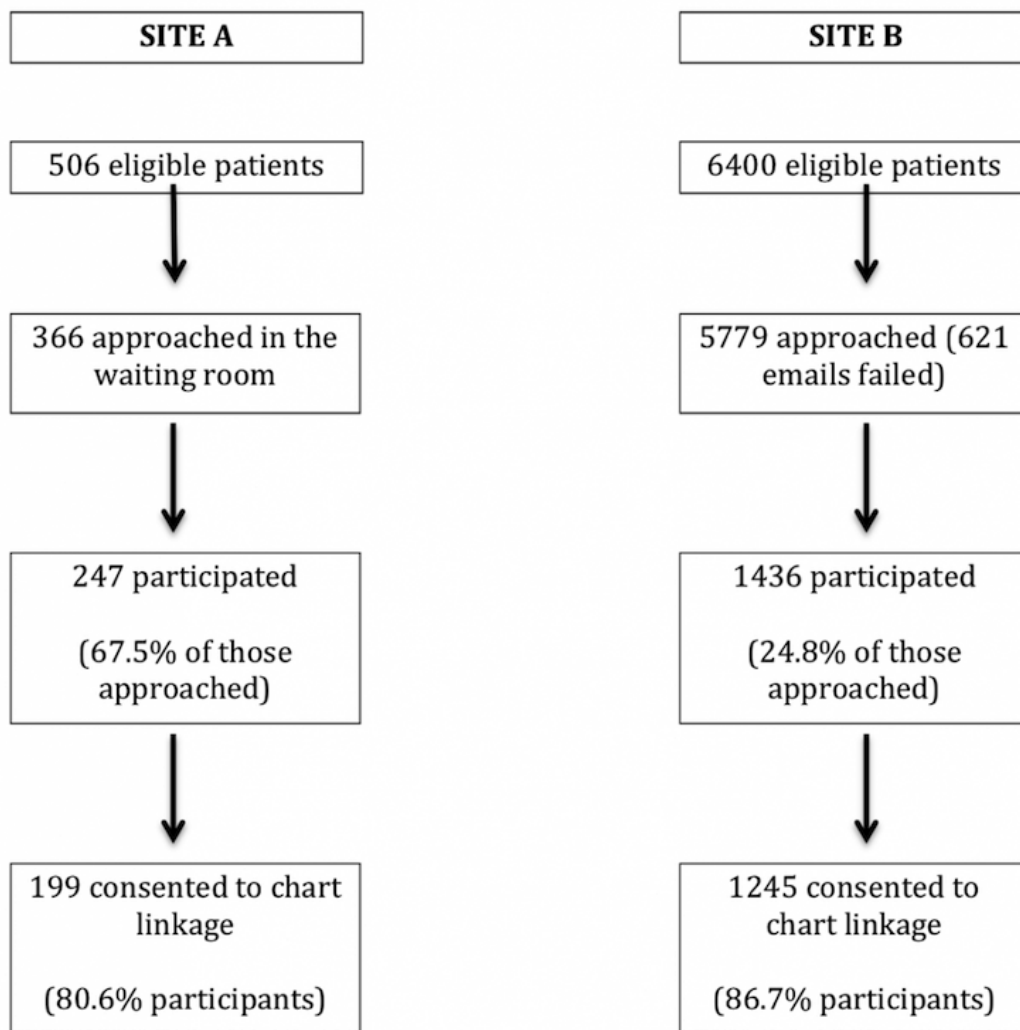 SITE A
506 eligible patients
366 approached in the
waiting room
247 participated
(67.5% of those
approached)
199 consented to chart
linkage
(80.6% participants)
SITE B
6400 eligible patients
5779 approached (621
emails failed)
1436 participated
(24.8% of those
approached)
1245 consented to
chart linkage
(86.7% participants)